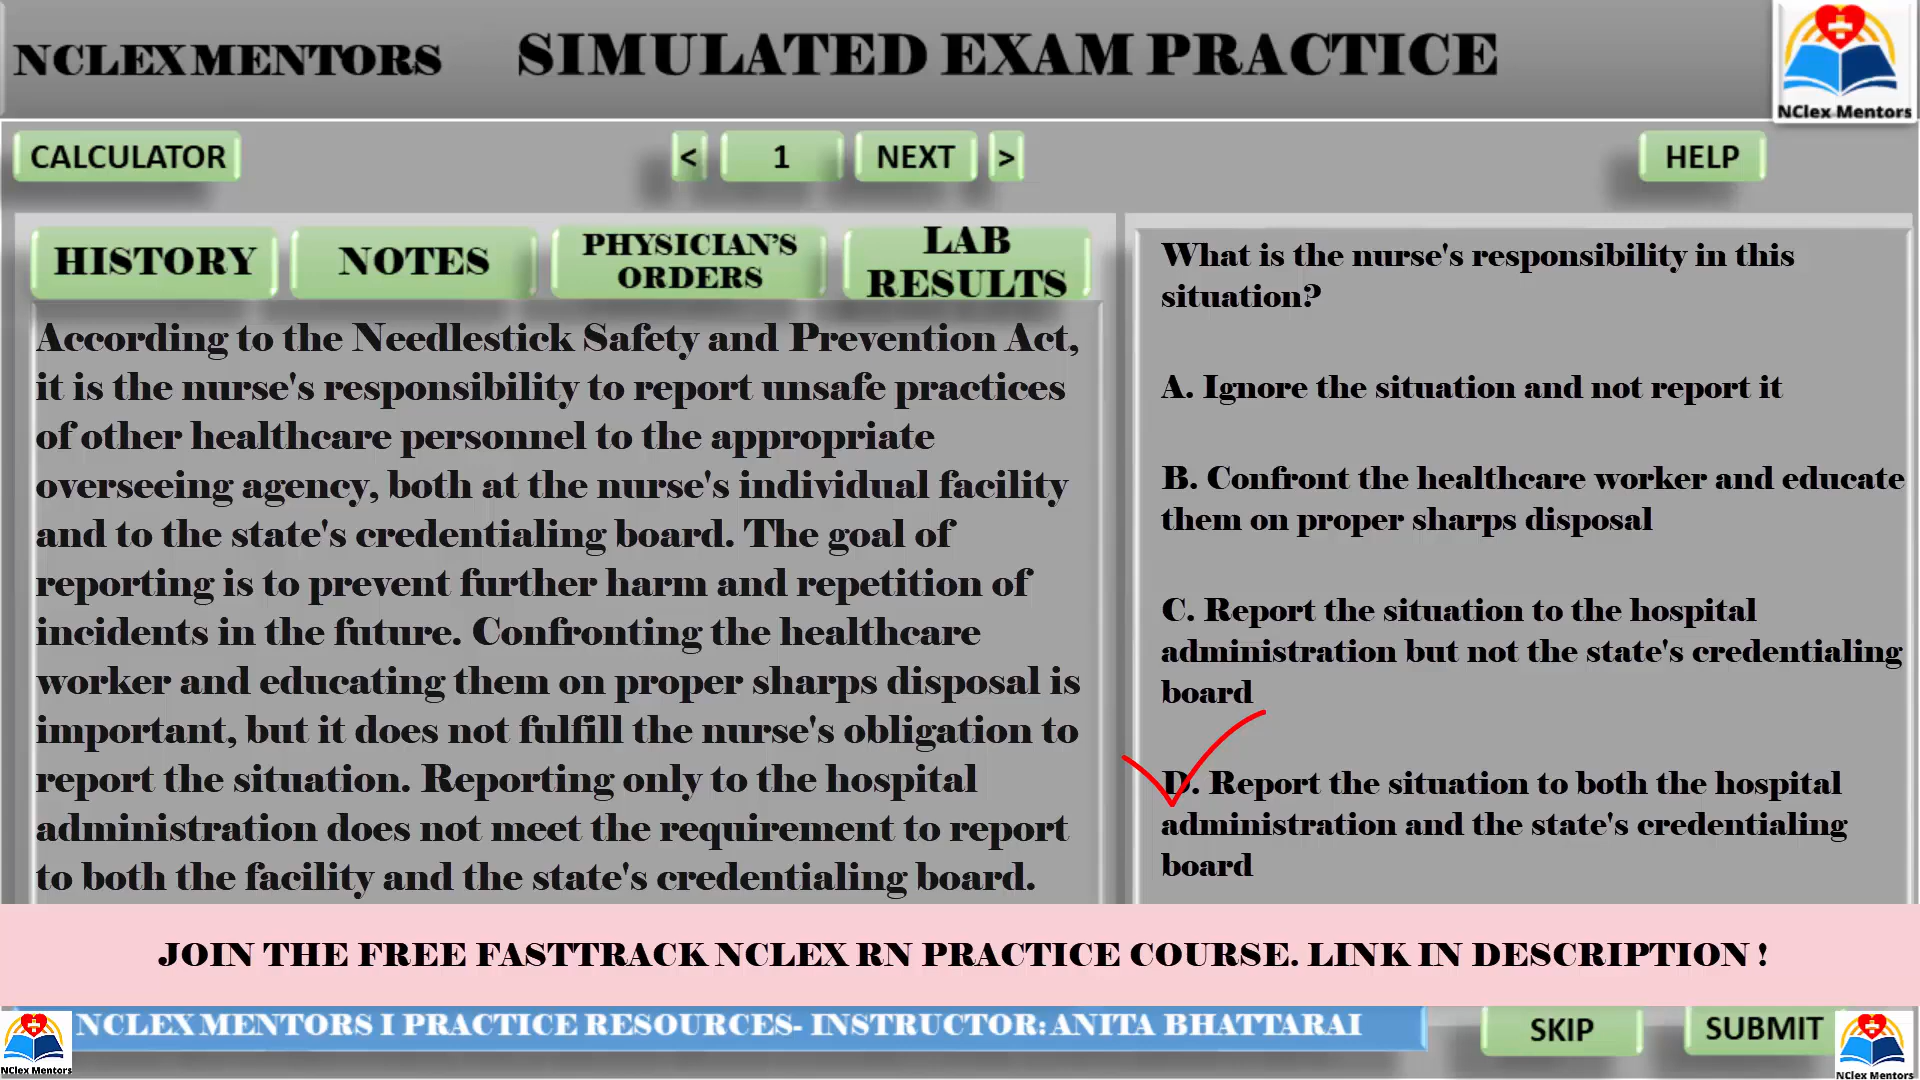 NCLEX MENTORS
SIMULATED EXAM PRACTICE
NClex Mentors
CALCULATOR
<
1
NEXT
>
HELP
HISTORY
NOTES
PHYSICIAN'S
ORDERS
LAB
RESULTS
According to the Needlestick Safety and Prevention Act,
it is the nurse's responsibility to report unsafe practices
of other healthcare personnel to the appropriate
overseeing agency, both at the nurse's individual facility
and to the state's credentialing board. The goal of
reporting is to prevent further harm and repetition of
incidents in the future. Confronting the healthcare
worker and educating them on proper sharps disposal is
important, but it does not fulfill the nurse's obligation to
report the situation. Reporting only to the hospital
administration does not meet the requirement to report
to both the facility and the state's credentialing board.
What is the nurse's responsibility in this
situation?
A. Ignore the situation and not report it
B. Confront the healthcare worker and educate
them on proper sharps disposal
C. Report the situation to the hospital
administration but not the state's credentialing
board
D. Report the situation to both the hospital
administration and the state's credentialing
board
JOIN THE FREE FASTTRACK NCLEX RN PRACTICE COURSE. LINK IN DESCRIPTION !
NClex Mentors
NCLEX MENTORS I PRACTICE RESOURCES- INSTRUCTOR: ANITA BHATTARAI
SKIP
SUBMIT
NClex Mentors